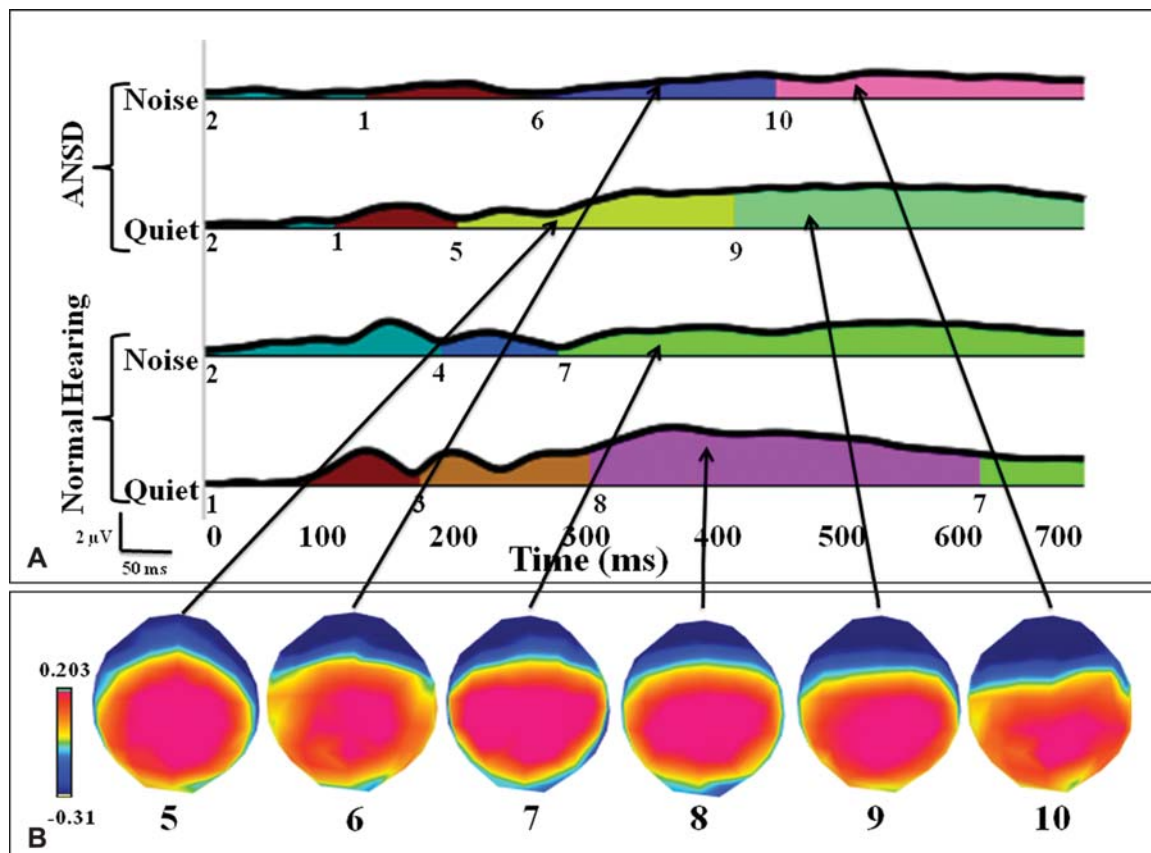 ANSD
Noise
2 1 6 10
Quiet
2 1 5 9
Normal Hearing
Noise
2 4 7
Quiet
1 3 8 7
2 µV
50 ms
0 100 200 300 400 500 600 700
Time (ms)
A
0.203
-0.31
5 6 7 8 9 10
B